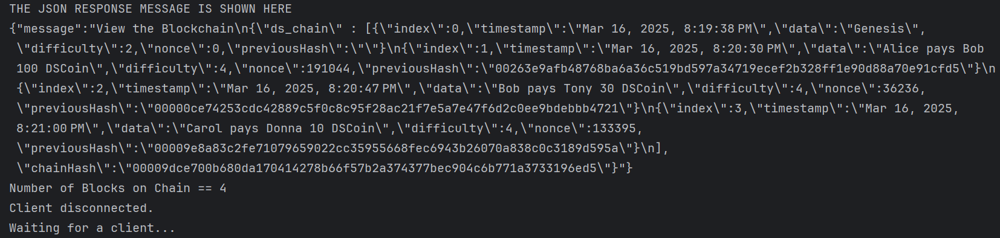 THE JSON RESPONSE MESSAGE IS SHOWN HERE
{"message":"View the Blockchain\n{\"ds_chain\" : [{\"index\":0,\"timestamp\":\"Mar 16, 2025, 8:19:38 PM\",\"data\":\"Genesis\",
\"difficulty\":2,\"nonce\":0,\"previousHash\":\"\"}\n{\"index\":1,\"timestamp\":\"Mar 16, 2025, 8:20:30 PM\",\"data\":\"Alice pays Bob
100 DSCoin\",\"difficulty\":4,\"nonce\":191044,\"previousHash\":\"00263e9afb48768ba6a36c519bd597a34719ecef2b328ff1e90d88a70e91cfd5\"}\n
{\"index\":2,\"timestamp\":\"Mar 16, 2025, 8:20:47 PM\",\"data\":\"Bob pays Tony 30 DSCoin\",\"difficulty\":4,\"nonce\":36236,
\"previousHash\":\"00000ce74253cdc42889c5f0c8c95f28ac21f7e5a7e47f6d2c0ee9bdebbb4721\"}\n{\"index\":3,\"timestamp\":\"Mar 16, 2025,
8:21:00 PM\",\"data\":\"Carol pays Donna 10 DSCoin\",\"difficulty\":4,\"nonce\":133395,
\"previousHash\":\"00009e8a83c2fe71079659022cc35955668fec6943b26070a838c0c3189d595a\"}\n],
\"chainHash\":\"00009dce700b680da170414278b66f57b2a374377bec904c6b771a3733196ed5\"}"}
Number of Blocks on Chain == 4
Client disconnected.
Waiting for a client...